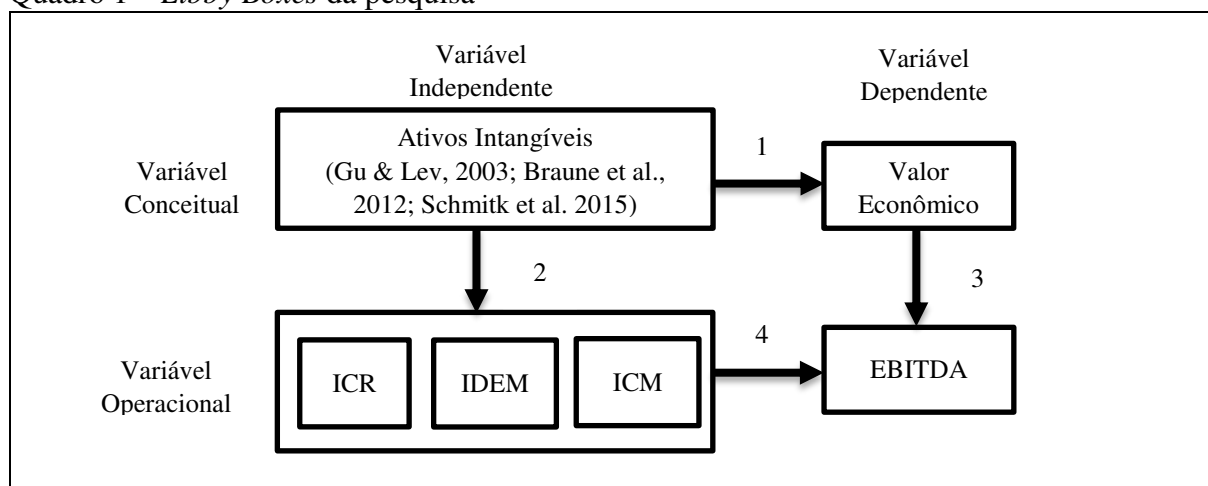 Quadro 1 – Libby Boxes da pesquisa
Variável
Independente
Variável
Dependente
Variável
Conceitual
Ativos Intangíveis
(Gu & Lev, 2003; Braune et al.,
2012; Schmitk et al. 2015)
1
Valor
Econômico
2
3
Variável
Operacional
ICR
IDEM
ICM
4
EBITDA